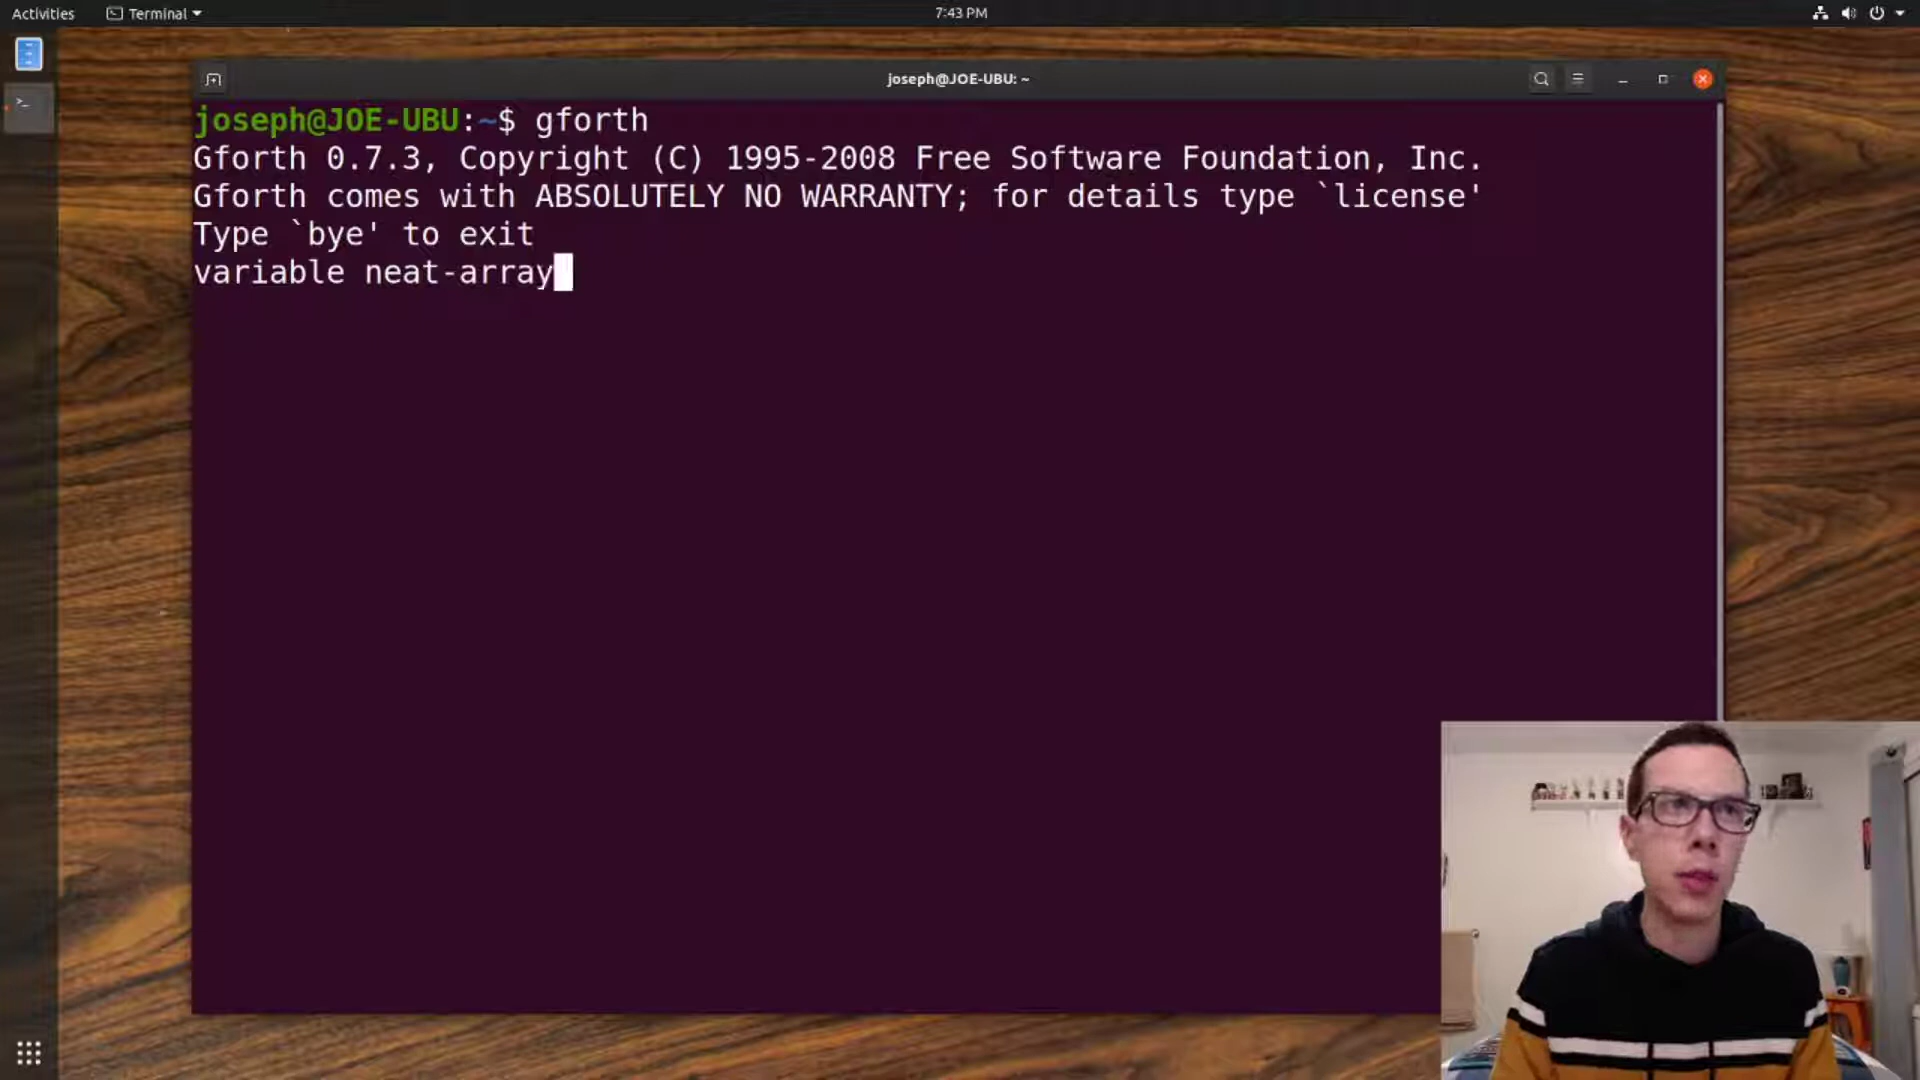 Activities
Terminal
7:43 PM
joseph@JOE-UBU: ~
joseph@JOE-UBU:~$ gforth
Gforth 0.7.3, Copyright (C) 1995-2008 Free Software Foundation, Inc.
Gforth comes with ABSOLUTELY NO WARRANTY; for details type `license'
Type `bye' to exit
variable neat-array